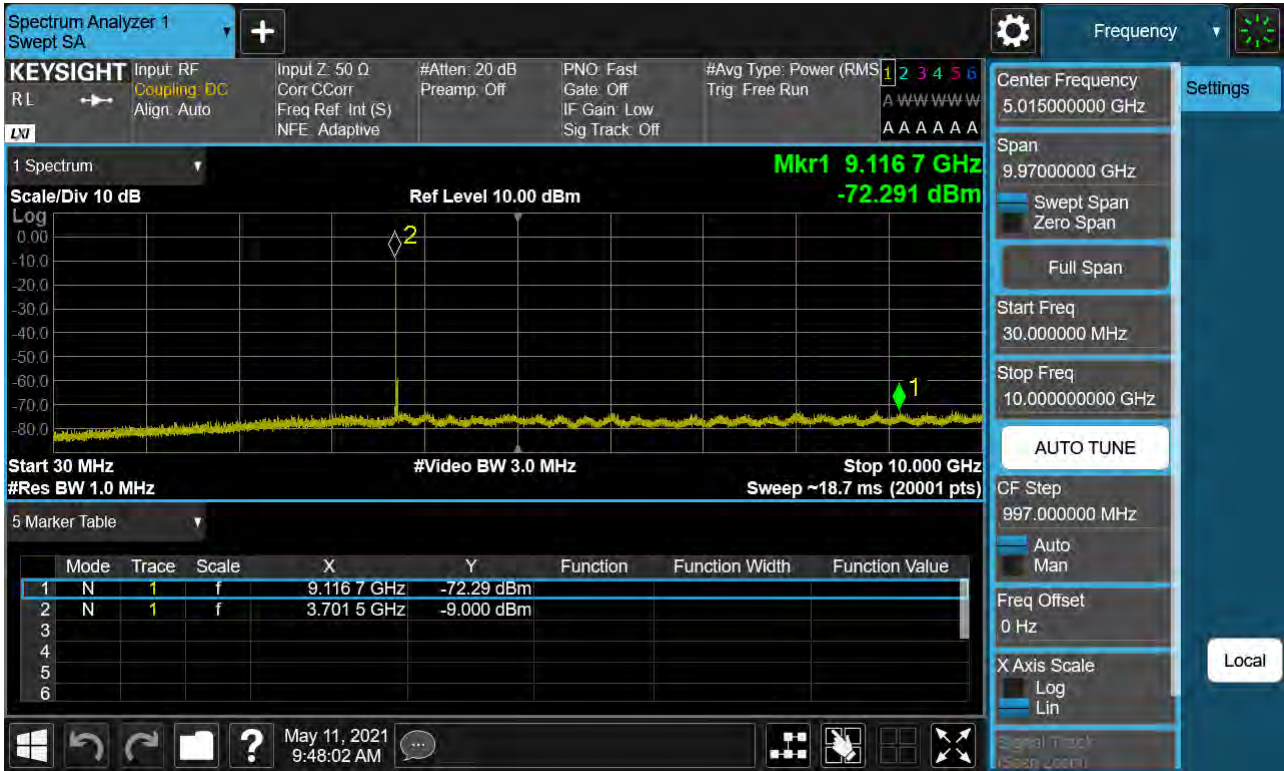 Spectrum Analyzer 1
Swept SA
Frequency
KEYSIGHT
RL
LXI
Input: RF
Coupling: DC
Align: Auto
Input Z: 50 Ω
Corr CCorr
Freq Ref: Int (S)
NFE: Adaptive
#Atten: 20 dB
Preamp: Off
PNO: Fast
Gate: Off
IF Gain: Low
Sig Track: Off
#Avg Type: Power (RMS
Trig: Free Run
1 2 3 4 5 6
A W W W W W
A A A A A A
1 Spectrum
Scale/Div 10 dB
Ref Level 10.00 dBm
Mkr1 9.116 7 GHz
-72.291 dBm
Log
0.00
-10.0
-20.0
-30.0
-40.0
-50.0
-60.0
-70.0
-80.0
2
1
Start 30 MHz
#Video BW 3.0 MHz
Stop 10.000 GHz
#Res BW 1.0 MHz
Sweep ~18.7 ms (20001 pts)
5 Marker Table
Mode Trace Scale X Y Function Function Width Function Value
1 N 1 f 9.116 7 GHz -72.29 dBm
2 N 1 f 3.701 5 GHz -9.000 dBm
3
4
5
6
May 11, 2021
9:48:02 AM
Center Frequency
5.015000000 GHz
Span
9.97000000 GHz
Swept Span
Zero Span
Full Span
Start Freq
30.000000 MHz
Stop Freq
10.000000000 GHz
AUTO TUNE
CF Step
997.000000 MHz
Auto
Man
Freq Offset
0 Hz
X Axis Scale
Log
Lin
Signal Track
(Span Zoom)
Settings
Local